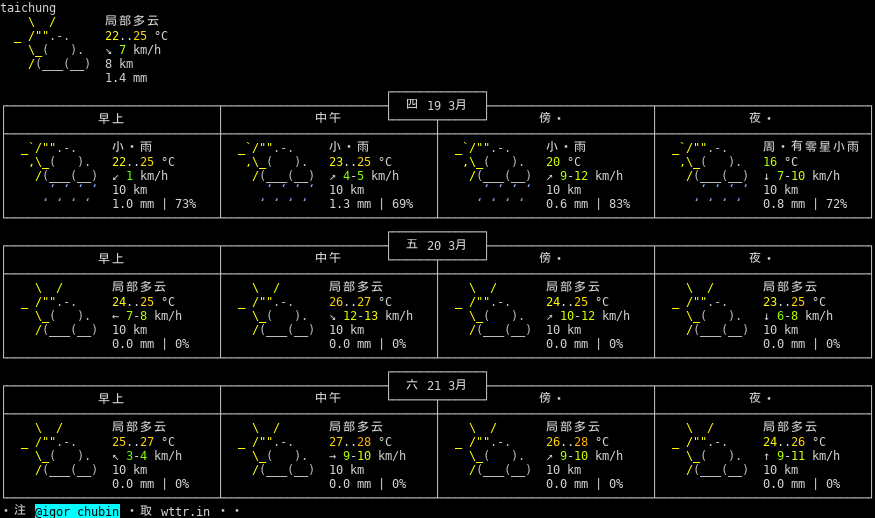 taichung
局部多云
22..25 °C
↘ 7 km/h
8 km
1.4 mm
四 19 3月
早上 中午 傍・ 夜・
小・雨 小・雨 小・雨 周・有零星小雨
22..25 °C 23..25 °C 20 °C 16 °C
↙ 1 km/h ↗ 4-5 km/h ↗ 9-12 km/h ↓ 7-10 km/h
10 km 10 km 10 km 10 km
1.0 mm | 73% 1.3 mm | 69% 0.6 mm | 83% 0.8 mm | 72%
五 20 3月
早上 中午 傍・ 夜・
局部多云 局部多云 局部多云 局部多云
24..25 °C 26..27 °C 24..25 °C 23..25 °C
← 7-8 km/h ↘ 12-13 km/h ↗ 10-12 km/h ↓ 6-8 km/h
10 km 10 km 10 km 10 km
0.0 mm | 0% 0.0 mm | 0% 0.0 mm | 0% 0.0 mm | 0%
六 21 3月
早上 中午 傍・ 夜・
局部多云 局部多云 局部多云 局部多云
25..27 °C 27..28 °C 26..28 °C 24..26 °C
↖ 3-4 km/h → 9-10 km/h ↗ 9-10 km/h ↑ 9-11 km/h
10 km 10 km 10 km 10 km
0.0 mm | 0% 0.0 mm | 0% 0.0 mm | 0% 0.0 mm | 0%
・注 @igor_chubin ・取 wttr.in ・・